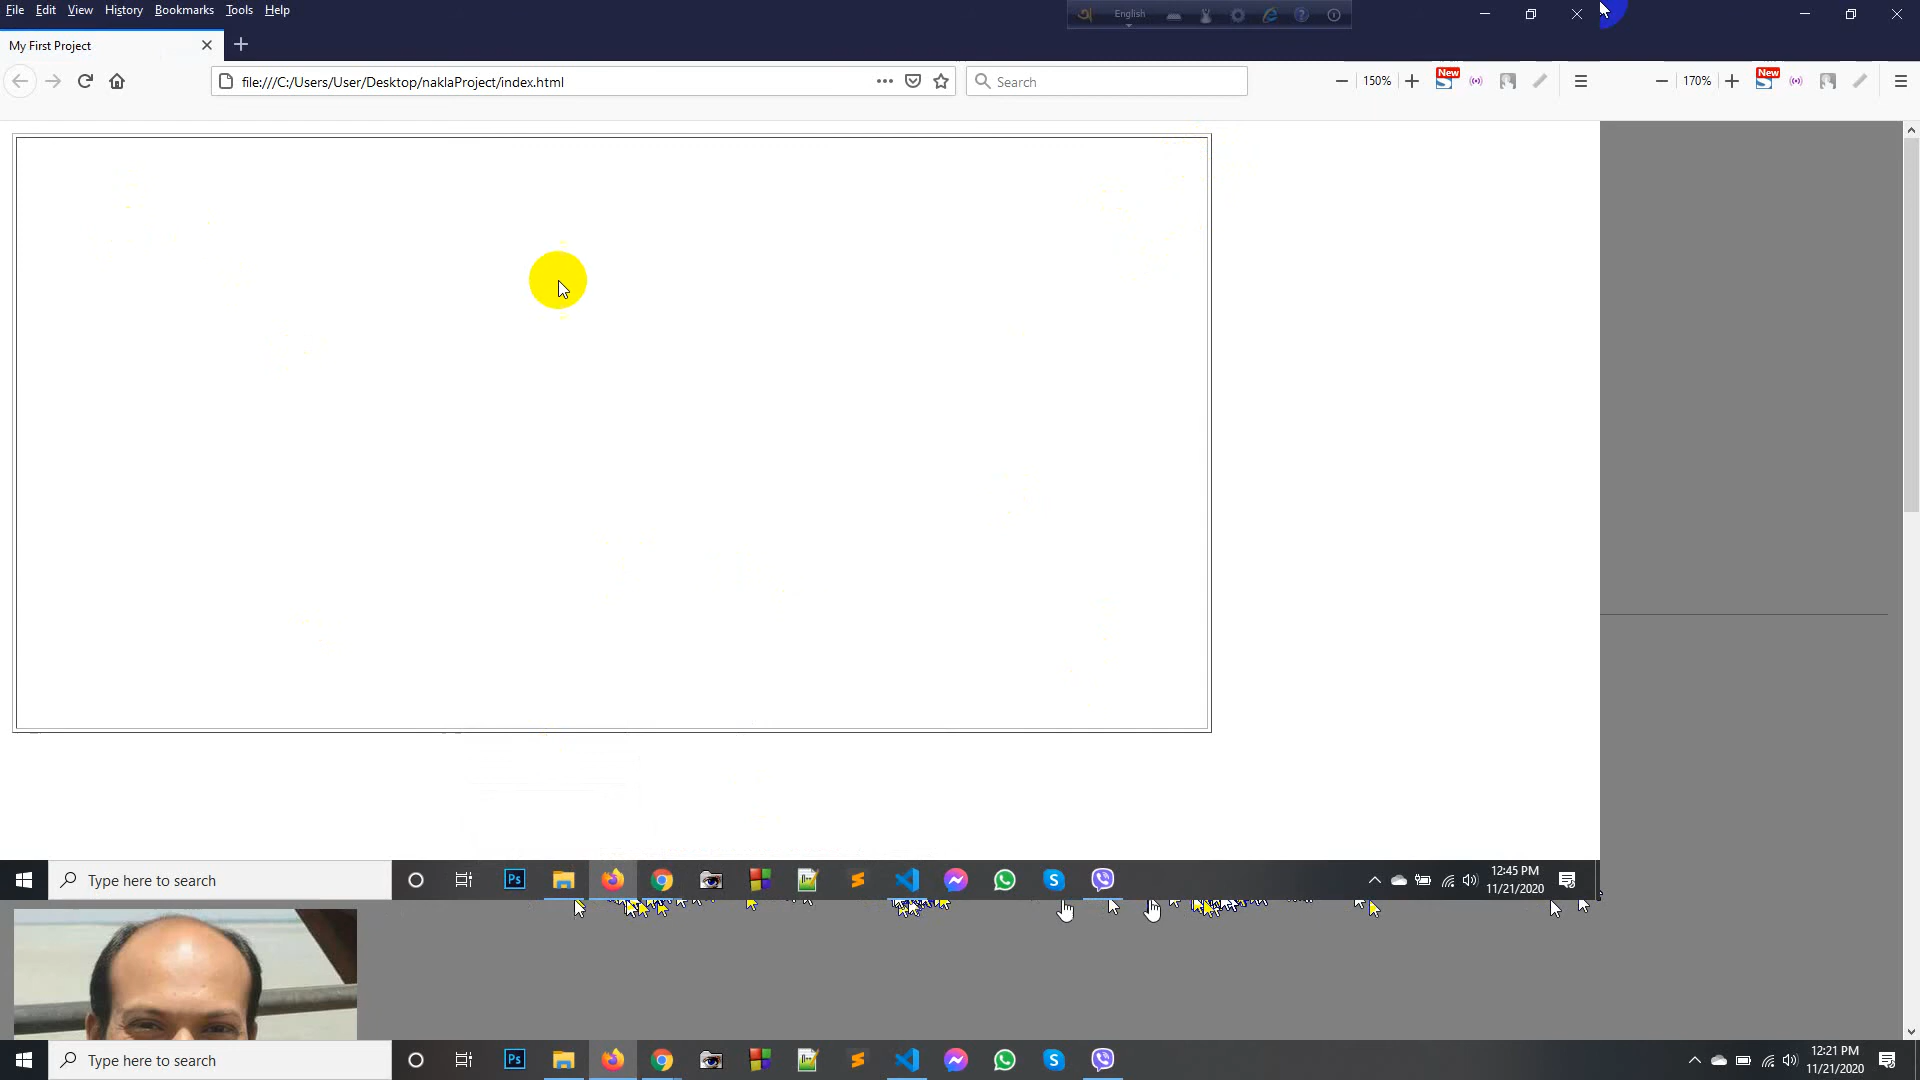 File Edit View History Bookmarks Tools Help
English
My First Project
file:///C:/Users/User/Desktop/naklaProject/index.html
Search
150%
New
170%
New
Type here to search
Ps
12:45 PM
11/21/2020
Type here to search
Ps
12:21 PM
11/21/2020